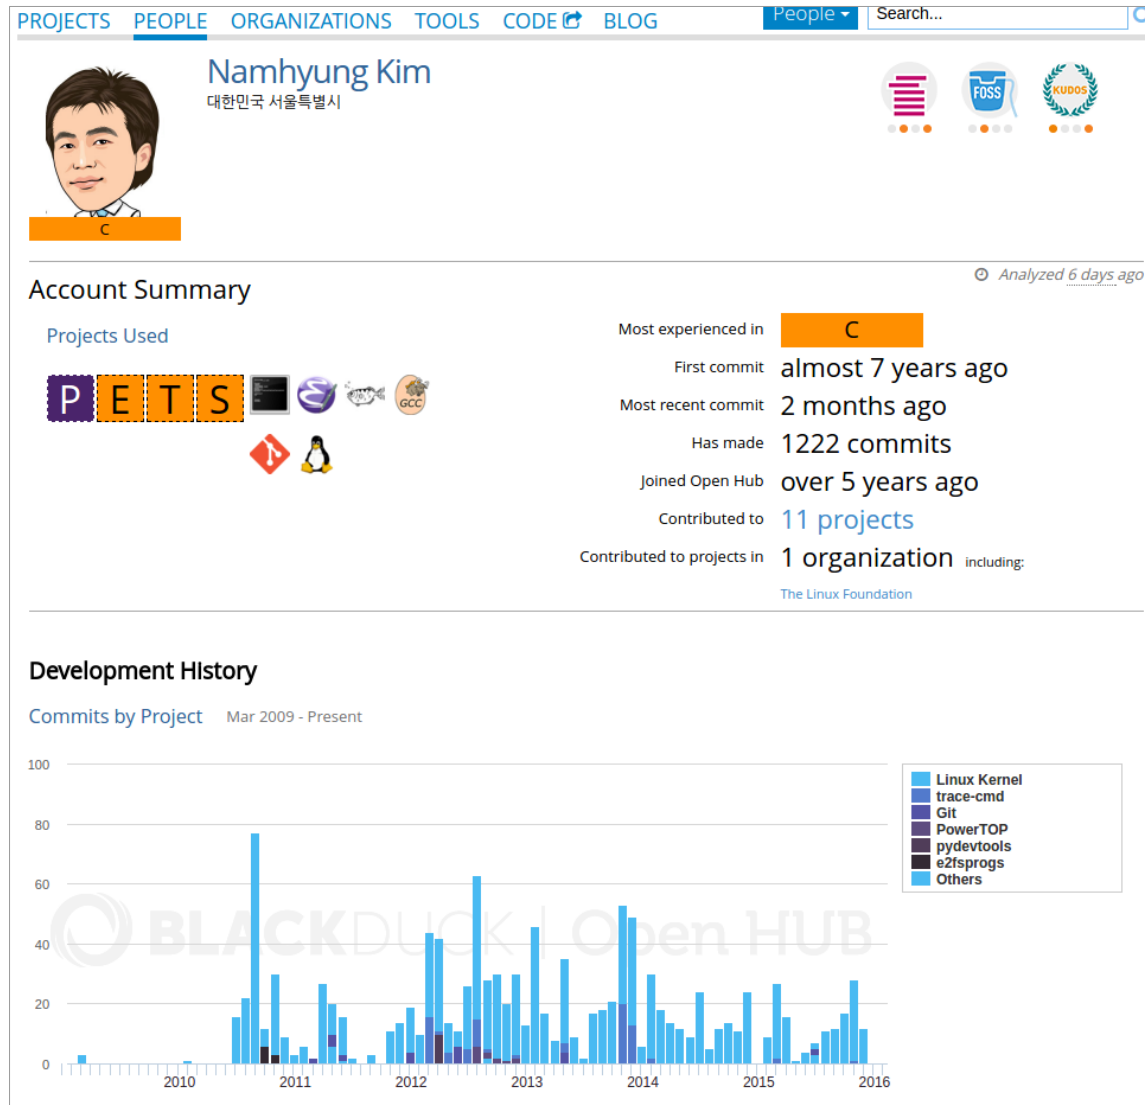 PROJECTS PEOPLE ORGANIZATIONS TOOLS CODE BLOG People Search...
Namhyung Kim
대한민국 서울특별시
FOSS KUDOS
C
Analyzed 6 days ago
Account Summary
Projects Used
P E T S
GCC
Most experienced in C
First commit almost 7 years ago
Most recent commit 2 months ago
Has made 1222 commits
Joined Open Hub over 5 years ago
Contributed to 11 projects
Contributed to projects in 1 organization including:
The Linux Foundation
Development History
Commits by Project Mar 2009 - Present
100
80
60
40
20
0
2010 2011 2012 2013 2014 2015 2016
BLACKDUCK | Open HUB
Linux Kernel
trace-cmd
Git
PowerTOP
pydevtools
e2fsprogs
Others